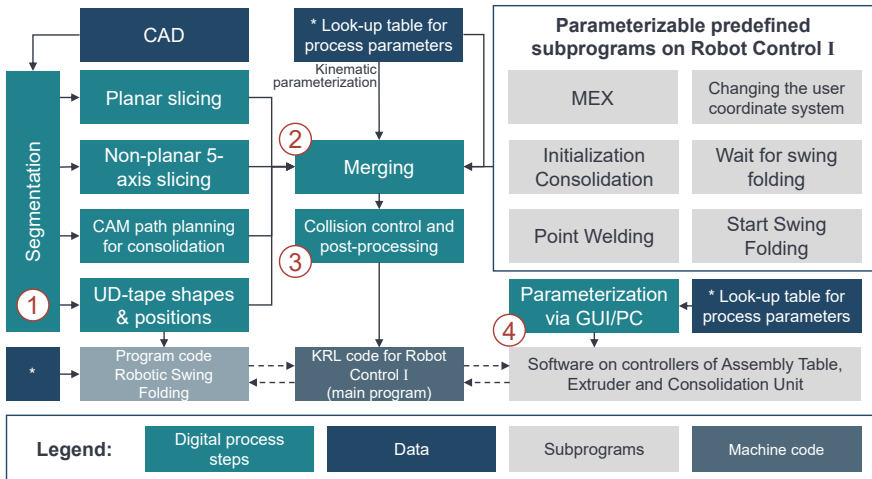 CAD
* Look-up table for
process parameters
Kinematic
parameterization
Parameterizable predefined
subprograms on Robot Control I
MEX
Changing the user
coordinate system
Initialization
Consolidation
Wait for swing
folding
Point Welding
Start Swing
Folding
Segmentation
1
Planar slicing
Non-planar 5-
axis slicing
CAM path planning
for consolidation
UD-tape shapes
& positions
2
Merging
Collision control and
post-processing
3
Parameterization
via GUI/PC
4
* Look-up table for
process parameters
*
Program code
Robotic Swing
Folding
KRL code for Robot
Control I
(main program)
Software on controllers of Assembly Table,
Extruder and Consolidation Unit
Legend:
Digital process
steps
Data
Subprograms
Machine code